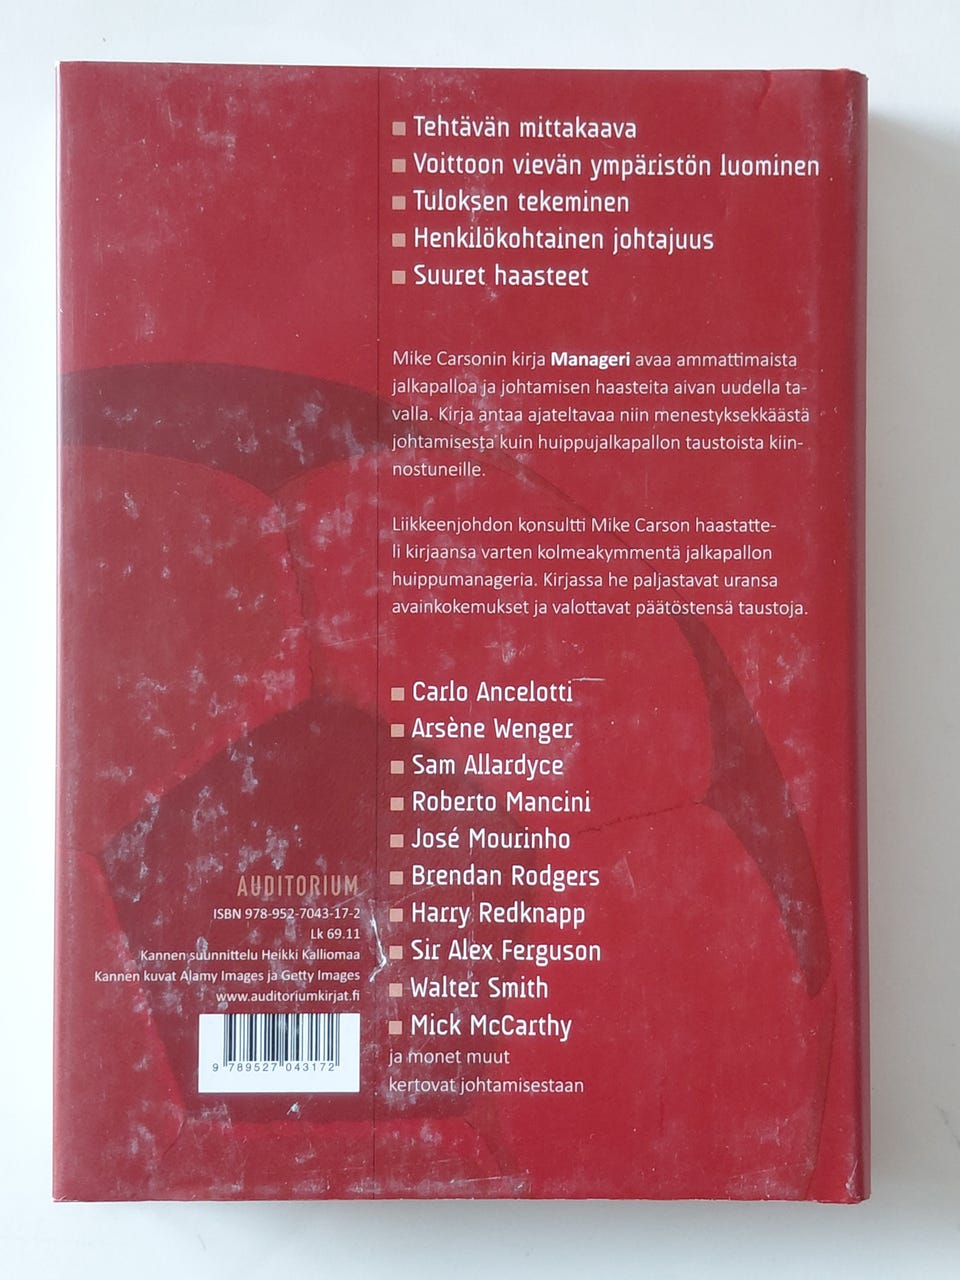 Tehtävän mittakaava
Voittoon vievän ympäristön luominen
Tuloksen tekeminen
Henkilökohtainen johtajuus
Suuret haasteet
Mike Carsonin kirja Manageri avaa ammattimaista
jalkapalloa ja johtamisen haasteita aivan uudella ta-
valla. Kirja antaa ajateltavaa niin menestyksekkäästä
johtamisesta kuin huippujalkapallon taustoista kiin-
nostuneille.
Liikkeenjohdon konsultti Mike Carson haastatte-
li kirjaansa varten kolmeakymmentä jalkapallon
huippumanageria. Kirjassa he paljastavat uransa
avainkokemukset ja valottavat päätöstensä taustoja.
Carlo Ancelotti
Arsène Wenger
Sam Allardyce
Roberto Mancini
José Mourinho
Brendan Rodgers
Harry Redknapp
Sir Alex Ferguson
Walter Smith
Mick McCarthy
ja monet muut
kertovat johtamisestaan
AUDITORIUM
ISBN 978-952-7043-17-2
Lk 69.11
Kannen suunnittelu Heikki Kalliomaa
Kannen kuvat Alamy Images ja Getty Images
www.auditoriumkirjat.fi
9 789527 043172